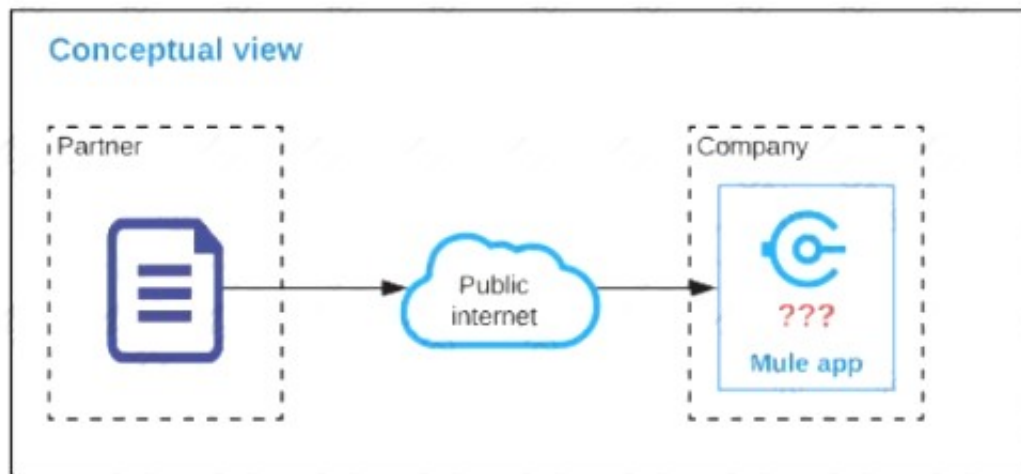 Conceptual view
Partner
Company
Public
internet
???
Mule app